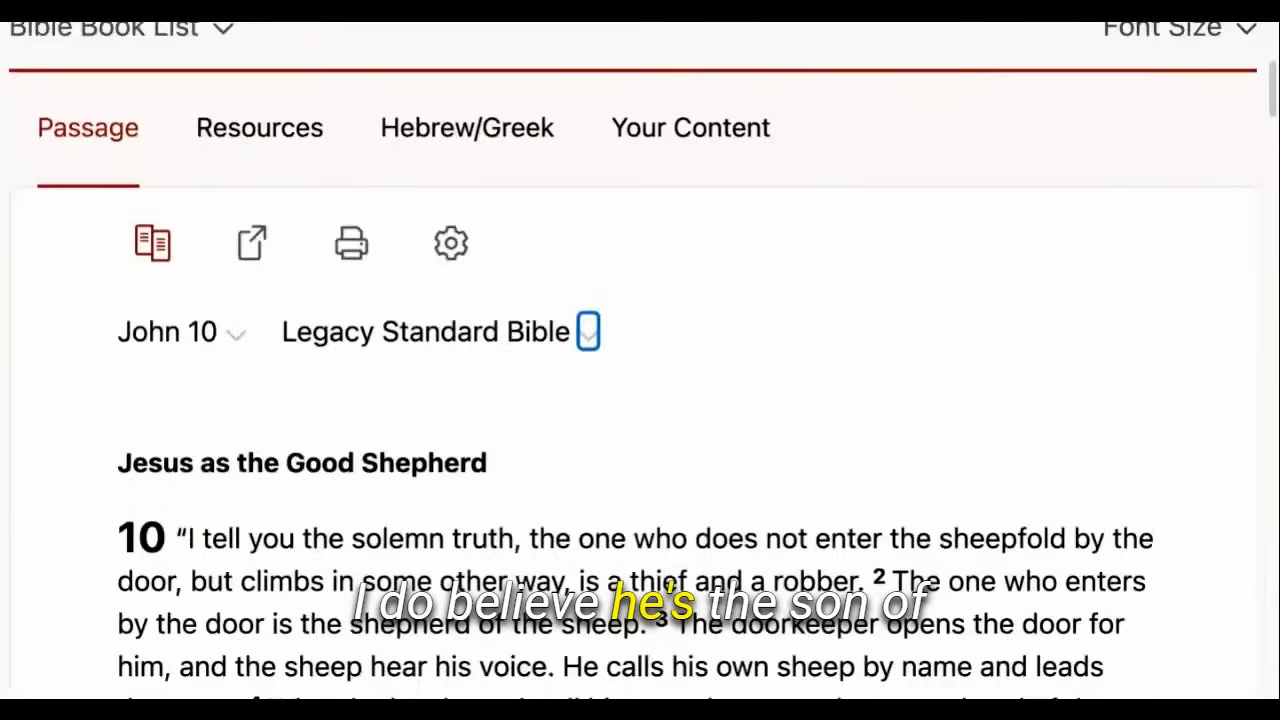 Bible Book List
Font Size
Passage
Resources
Hebrew/Greek
Your Content
John 10
Legacy Standard Bible
Jesus as the Good Shepherd
10 “I tell you the solemn truth, the one who does not enter the sheepfold by the
door, but climbs in some other way, is a thief and a robber. 2 The one who enters
I do believe he's the son of
by the door is the shepherd of the sheep. 3 The doorkeeper opens the door for
him, and the sheep hear his voice. He calls his own sheep by name and leads